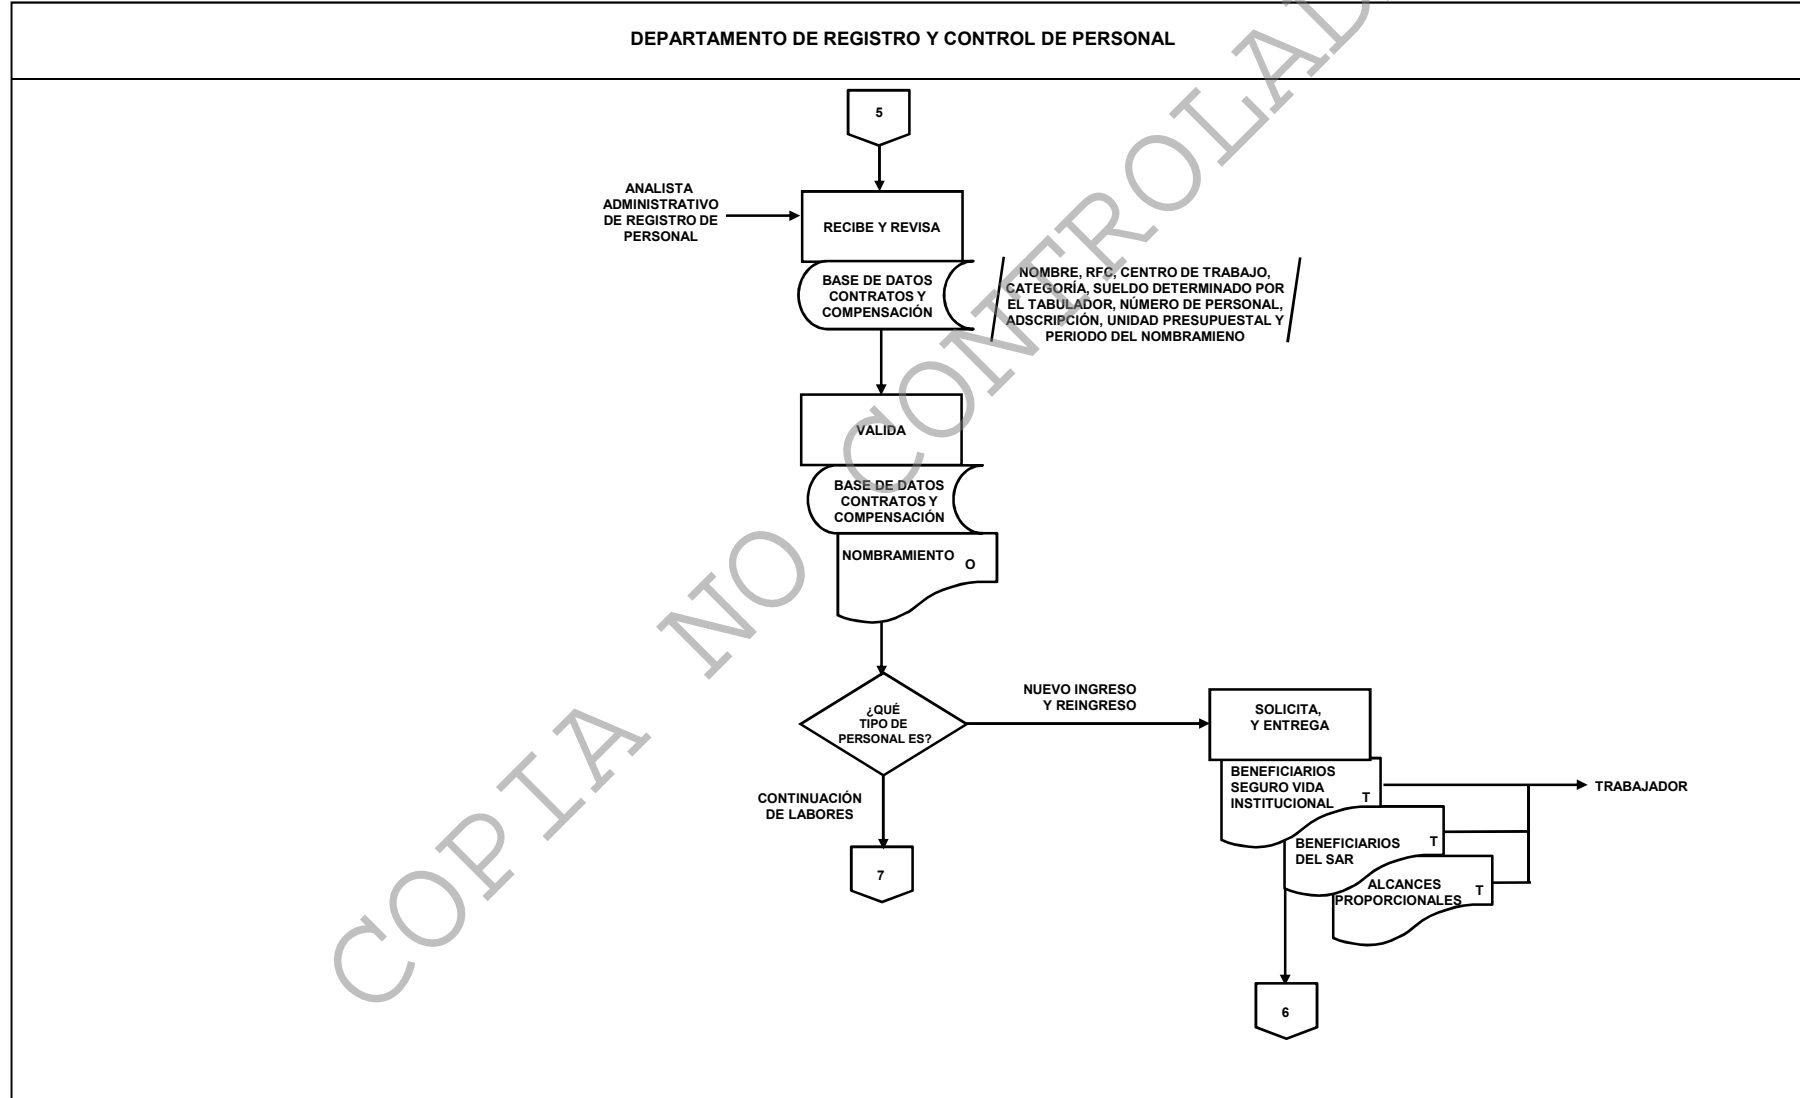 DEPARTAMENTO DE REGISTRO Y CONTROL DE PERSONAL
5
ANALISTA
ADMINISTRATIVO
DE REGISTRO DE
PERSONAL
RECIBE Y REVISA
BASE DE DATOS
CONTRATOS Y
COMPENSACIÓN
NOMBRE, RFC, CENTRO DE TRABAJO,
CATEGORÍA, SUELDO DETERMINADO POR
EL TABULADOR, NÚMERO DE PERSONAL,
ADSCRIPCIÓN, UNIDAD PRESUPUESTAL Y
PERIODO DEL NOMBRAMIENO
VALIDA
BASE DE DATOS
CONTRATOS Y
COMPENSACIÓN
NOMBRAMIENTO O
¿QUÉ
TIPO DE
PERSONAL ES?
NUEVO INGRESO
Y REINGRESO
SOLICITA,
Y ENTREGA
BENEFICIARIOS
SEGURO VIDA
INSTITUCIONAL T
TRABAJADOR
BENEFICIARIOS
DEL SAR T
ALCANCES
PROPORCIONALES T
CONTINUACIÓN
DE LABORES
7
6
COPIA NO CONTROLAD